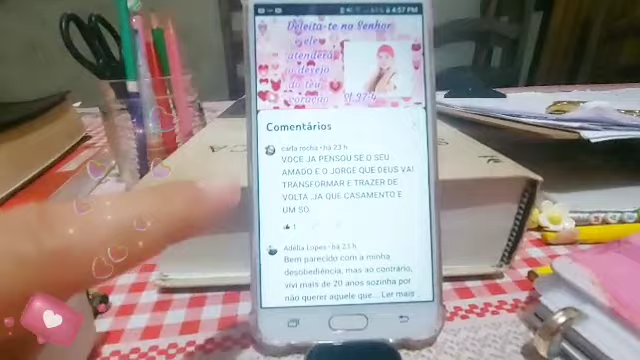 4:57 PM
Deleita-te no Senhor
e ele
atenderá
o desejo
do teu
coração
Comentários
carla rocha • há 23 h
VOCE JA PENSOU SE O SEU
AMADO E O JORGE QUE DEUS VAI
TRANSFORMAR E TRAZER DE
VOLTA ..JA QUE CASAMENTO E
UM SO.
1
Adélia Lopes • há 23 h
Bem parecido com a minha
desobediência, mas ao contrário,
vivi mais de 20 anos sozinha por
não querer aquele que... Ler mais